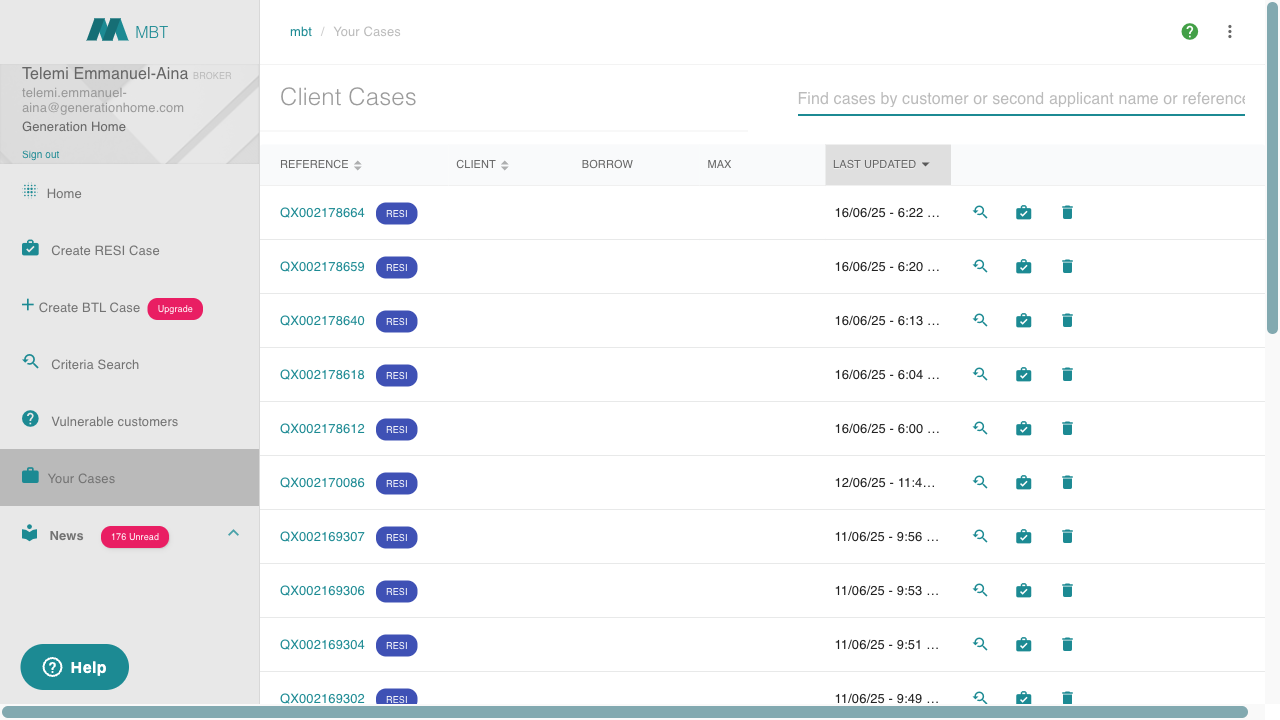 MBT
mbt / Your Cases
Telemi Emmanuel-Aina BROKER
telemi.emmanuel-
aina@generationhome.com
Generation Home
Sign out
Home
Create RESI Case
Create BTL Case Upgrade
Criteria Search
Vulnerable customers
Your Cases
News 176 Unread
Help
Client Cases
Find cases by customer or second applicant name or reference
REFERENCE CLIENT BORROW MAX LAST UPDATED
QX002178664 RESI 16/06/25 - 6:22 ...
QX002178659 RESI 16/06/25 - 6:20 ...
QX002178640 RESI 16/06/25 - 6:13 ...
QX002178618 RESI 16/06/25 - 6:04 ...
QX002178612 RESI 16/06/25 - 6:00 ...
QX002170086 RESI 12/06/25 - 11:4...
QX002169307 RESI 11/06/25 - 9:56 ...
QX002169306 RESI 11/06/25 - 9:53 ...
QX002169304 RESI 11/06/25 - 9:51 ...
QX002169302 RESI 11/06/25 - 9:49 ...